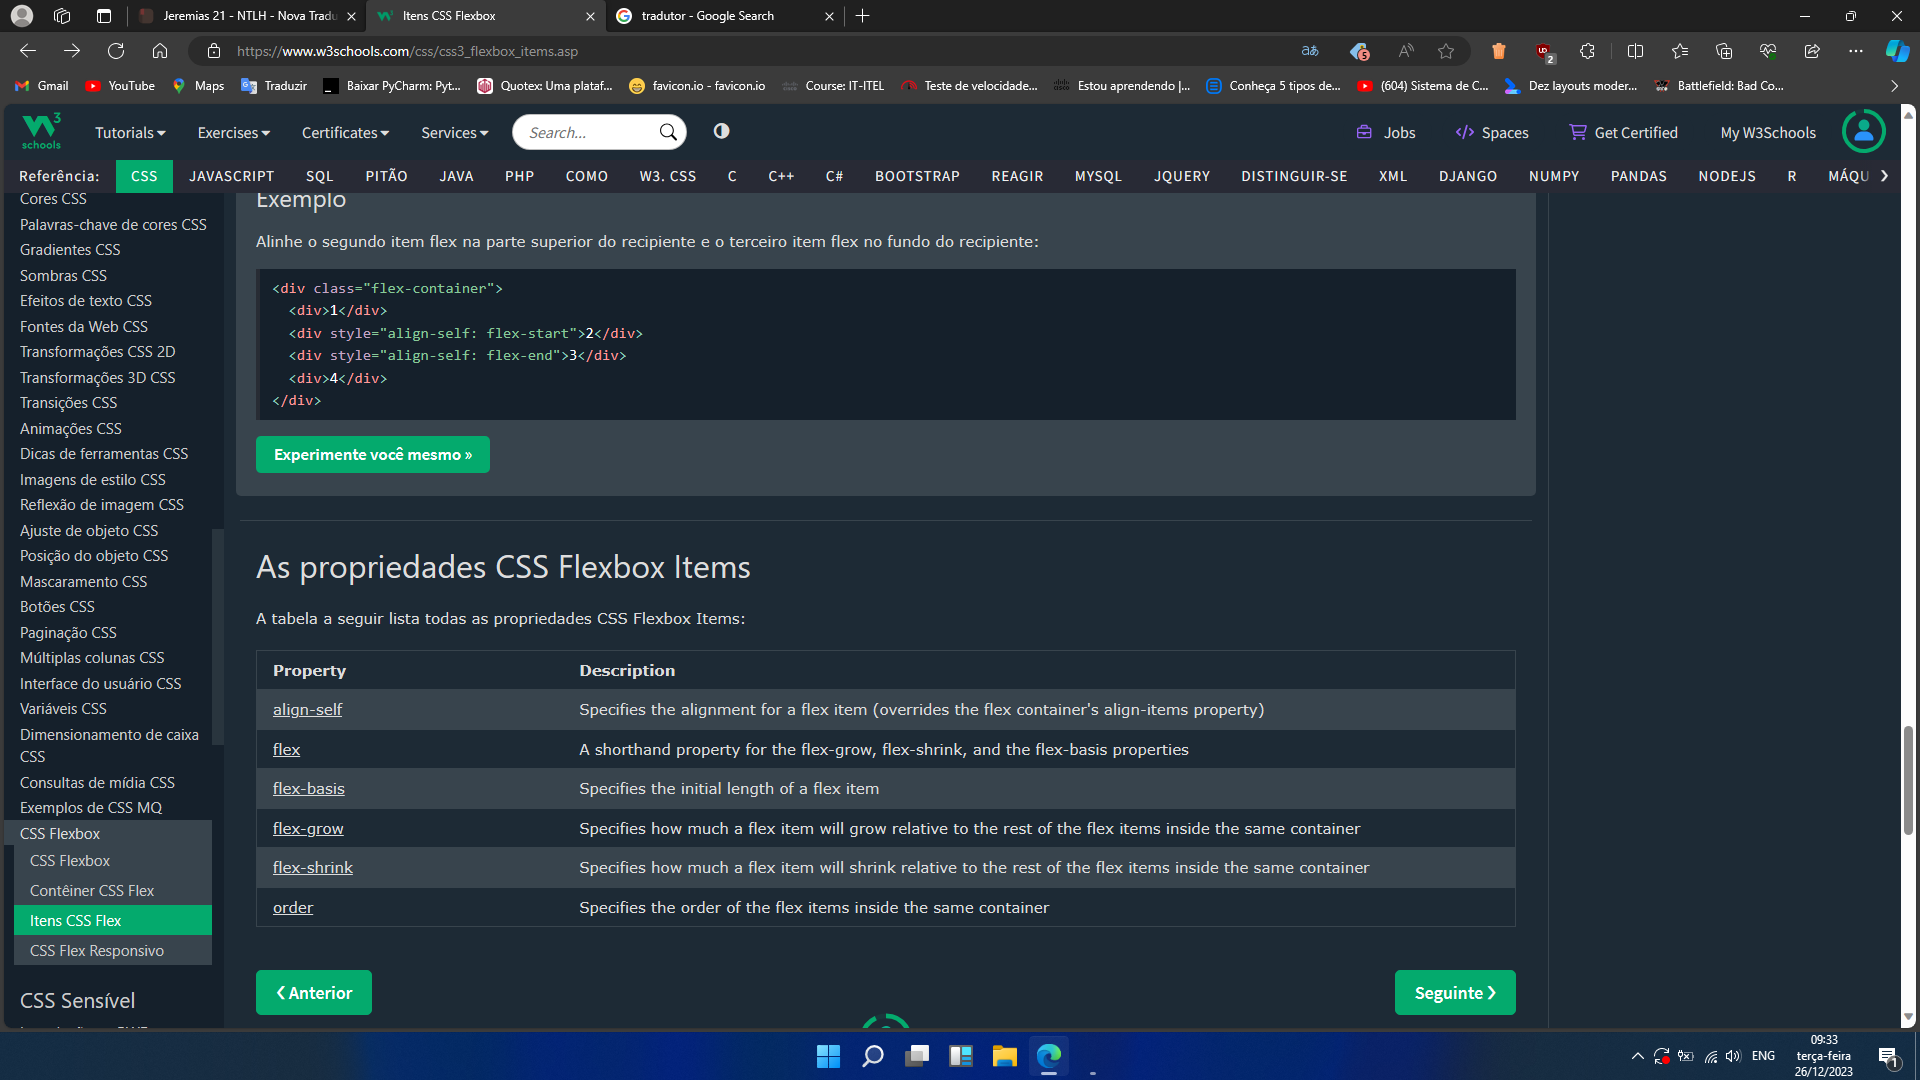 Jeremias 21 - NTLH - Nova Tradu
Itens CSS Flexbox
tradutor - Google Search
https://www.w3schools.com/css/css3_flexbox_items.asp
5
2
Gmail
YouTube
Maps
Traduzir
Baixar PyCharm: Pyt...
Quotex: Uma plataf...
favicon.io - favicon.io
Course: IT-ITEL
Teste de velocidade...
Estou aprendendo |...
Conheça 5 tipos de...
(604) Sistema de C...
Dez layouts moder...
Battlefield: Bad Co...
W3 schools
Tutorials
Exercises
Certificates
Services
Search...
Jobs
Spaces
Get Certified
My W3Schools
Referência:
CSS
JAVASCRIPT
SQL
PITÃO
JAVA
PHP
COMO
W3. CSS
C
C++
C#
BOOTSTRAP
REAGIR
MYSQL
JQUERY
DISTINGUIR-SE
XML
DJANGO
NUMPY
PANDAS
NODEJS
R
MÁQU
Cores CSS
Palavras-chave de cores CSS
Gradientes CSS
Sombras CSS
Efeitos de texto CSS
Fontes da Web CSS
Transformações CSS 2D
Transformações 3D CSS
Transições CSS
Animações CSS
Dicas de ferramentas CSS
Imagens de estilo CSS
Reflexão de imagem CSS
Ajuste de objeto CSS
Posição do objeto CSS
Mascaramento CSS
Botões CSS
Paginação CSS
Múltiplas colunas CSS
Interface do usuário CSS
Variáveis CSS
Dimensionamento de caixa
CSS
Consultas de mídia CSS
Exemplos de CSS MQ
CSS Flexbox
CSS Flexbox
Contêiner CSS Flex
Itens CSS Flex
CSS Flex Responsivo
CSS Sensível
Exemplo
Alinhe o segundo item flex na parte superior do recipiente e o terceiro item flex no fundo do recipiente:
<div class="flex-container">
<div>1</div>
<div style="align-self: flex-start">2</div>
<div style="align-self: flex-end">3</div>
<div>4</div>
</div>
Experimente você mesmo »
As propriedades CSS Flexbox Items
A tabela a seguir lista todas as propriedades CSS Flexbox Items:
Property Description
align-self Specifies the alignment for a flex item (overrides the flex container's align-items property)
flex A shorthand property for the flex-grow, flex-shrink, and the flex-basis properties
flex-basis Specifies the initial length of a flex item
flex-grow Specifies how much a flex item will grow relative to the rest of the flex items inside the same container
flex-shrink Specifies how much a flex item will shrink relative to the rest of the flex items inside the same container
order Specifies the order of the flex items inside the same container
❮ Anterior
Seguinte ❯
ENG
09:33
terça-feira
26/12/2023
1